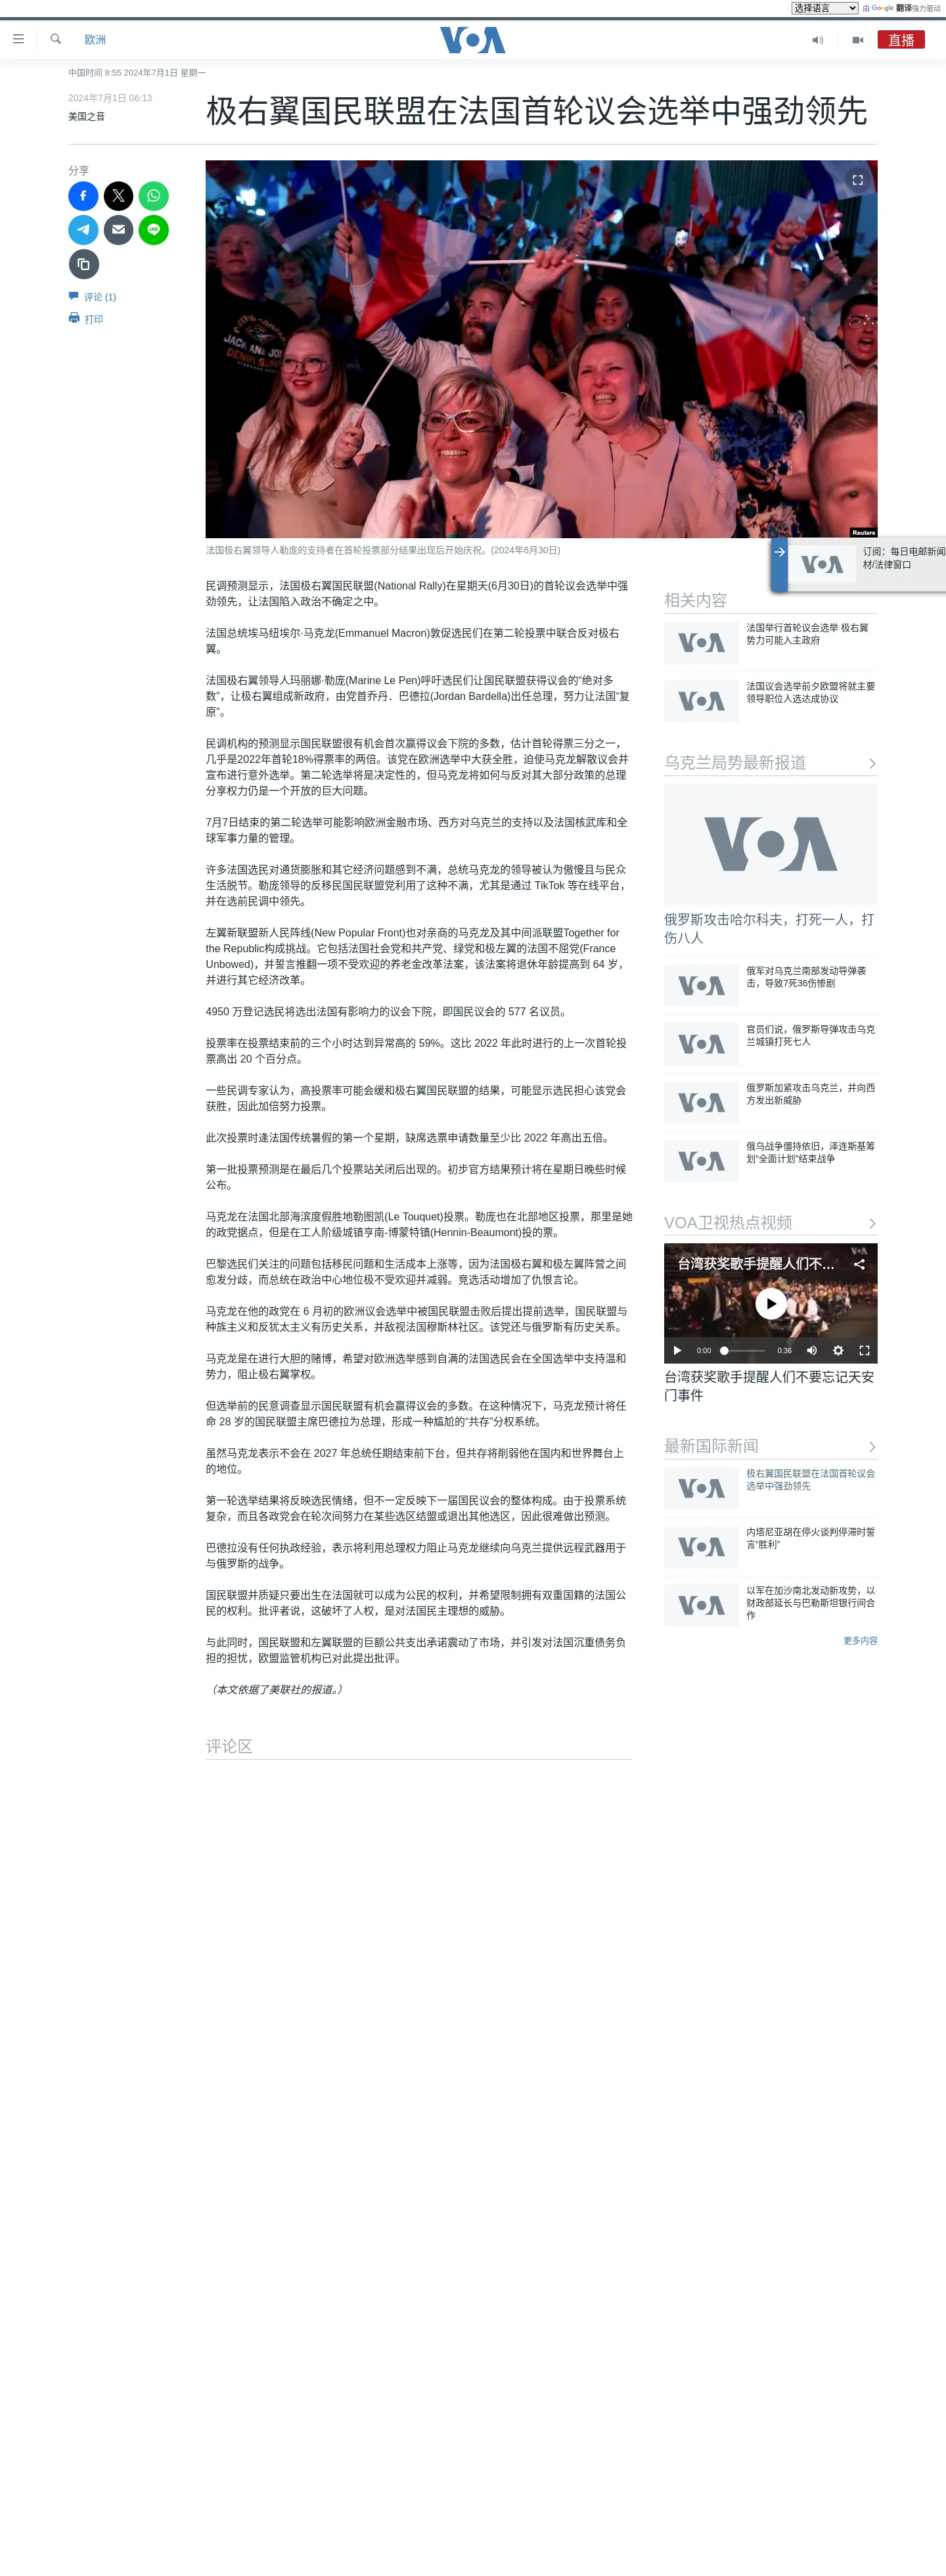 选择语言 由 Google 翻译强力驱动
欧洲
VOA
直播
中国时间 8:55 2024年7月1日 星期一
2024年7月1日 06:13
美国之音
极右翼国民联盟在法国首轮议会选举中强劲领先
分享
评论 (1)
打印
JACK AND JONES
DENIM
Reuters
法国极右翼领导人勒庞的支持者在首轮投票部分结果出现后开始庆祝。(2024年6月30日)
民调预测显示，法国极右翼国民联盟(National Rally)在星期天(6月30日)的首轮议会选举中强
劲领先，让法国陷入政治不确定之中。
法国总统埃马纽埃尔·马克龙(Emmanuel Macron)敦促选民们在第二轮投票中联合反对极右
翼。
法国极右翼领导人玛丽娜·勒庞(Marine Le Pen)呼吁选民们让国民联盟获得议会的“绝对多
数”，让极右翼组成新政府，由党首乔丹．巴德拉(Jordan Bardella)出任总理，努力让法国“复
原”。
民调机构的预测显示国民联盟很有机会首次赢得议会下院的多数，估计首轮得票三分之一，
几乎是2022年首轮18%得票率的两倍。该党在欧洲选举中大获全胜，迫使马克龙解散议会并
宣布进行意外选举。第二轮选举将是决定性的，但马克龙将如何与反对其大部分政策的总理
分享权力仍是一个开放的巨大问题。
7月7日结束的第二轮选举可能影响欧洲金融市场、西方对乌克兰的支持以及法国核武库和全
球军事力量的管理。
许多法国选民对通货膨胀和其它经济问题感到不满，总统马克龙的领导被认为傲慢且与民众
生活脱节。勒庞领导的反移民国民联盟党利用了这种不满，尤其是通过 TikTok 等在线平台，
并在选前民调中领先。
左翼新联盟新人民阵线(New Popular Front)也对亲商的马克龙及其中间派联盟Together for
the Republic构成挑战。它包括法国社会党和共产党、绿党和极左翼的法国不屈党(France
Unbowed)，并誓言推翻一项不受欢迎的养老金改革法案，该法案将退休年龄提高到 64 岁，
并进行其它经济改革。
4950 万登记选民将选出法国有影响力的议会下院，即国民议会的 577 名议员。
投票率在投票结束前的三个小时达到异常高的 59%。这比 2022 年此时进行的上一次首轮投
票高出 20 个百分点。
一些民调专家认为，高投票率可能会缓和极右翼国民联盟的结果，可能显示选民担心该党会
获胜，因此加倍努力投票。
此次投票时逢法国传统暑假的第一个星期，缺席选票申请数量至少比 2022 年高出五倍。
第一批投票预测是在最后几个投票站关闭后出现的。初步官方结果预计将在星期日晚些时候
公布。
马克龙在法国北部海滨度假胜地勒图凯(Le Touquet)投票。勒庞也在北部地区投票，那里是她
的政党据点，但是在工人阶级城镇亨南-博蒙特镇(Hennin-Beaumont)投的票。
巴黎选民们关注的问题包括移民问题和生活成本上涨等，因为法国极右翼和极左翼阵营之间
愈发分歧，而总统在政治中心地位极不受欢迎并减弱。竞选活动增加了仇恨言论。
马克龙在他的政党在 6 月初的欧洲议会选举中被国民联盟击败后提出提前选举，国民联盟与
种族主义和反犹太主义有历史关系，并敌视法国穆斯林社区。该党还与俄罗斯有历史关系。
马克龙是在进行大胆的赌博，希望对欧洲选举感到自满的法国选民会在全国选举中支持温和
势力，阻止极右翼掌权。
但选举前的民意调查显示国民联盟有机会赢得议会的多数。在这种情况下，马克龙预计将任
命 28 岁的国民联盟主席巴德拉为总理，形成一种尴尬的“共存”分权系统。
虽然马克龙表示不会在 2027 年总统任期结束前下台，但共存将削弱他在国内和世界舞台上
的地位。
第一轮选举结果将反映选民情绪，但不一定反映下一届国民议会的整体构成。由于投票系统
复杂，而且各政党会在轮次间努力在某些选区结盟或退出其他选区，因此很难做出预测。
巴德拉没有任何执政经验，表示将利用总理权力阻止马克龙继续向乌克兰提供远程武器用于
与俄罗斯的战争。
国民联盟并质疑只要出生在法国就可以成为公民的权利，并希望限制拥有双重国籍的法国公
民的权利。批评者说，这破坏了人权，是对法国民主理想的威胁。
与此同时，国民联盟和左翼联盟的巨额公共支出承诺震动了市场，并引发对法国沉重债务负
担的担忧，欧盟监管机构已对此提出批评。
（本文依据了美联社的报道。）
评论区
VOA
订阅：每日电邮新闻
材/法律窗口
相关内容
VOA
法国举行首轮议会选举 极右翼
势力可能入主政府
VOA
法国议会选举前夕欧盟将就主要
领导职位人选达成协议
乌克兰局势最新报道
VOA
俄罗斯攻击哈尔科夫，打死一人，打
伤八人
VOA
俄军对乌克兰南部发动导弹袭
击，导致7死36伤惨剧
VOA
官员们说，俄罗斯导弹攻击乌克
兰城镇打死七人
VOA
俄罗斯加紧攻击乌克兰，并向西
方发出新威胁
VOA
俄乌战争僵持依旧，泽连斯基筹
划“全面计划”结束战争
VOA卫视热点视频
VOA
台湾获奖歌手提醒人们不…
0:00
0:36
台湾获奖歌手提醒人们不要忘记天安
门事件
最新国际新闻
VOA
极右翼国民联盟在法国首轮议会
选举中强劲领先
VOA
内塔尼亚胡在停火谈判停滞时誓
言“胜利”
VOA
以军在加沙南北发动新攻势，以
财政部延长与巴勒斯坦银行间合
作
更多内容